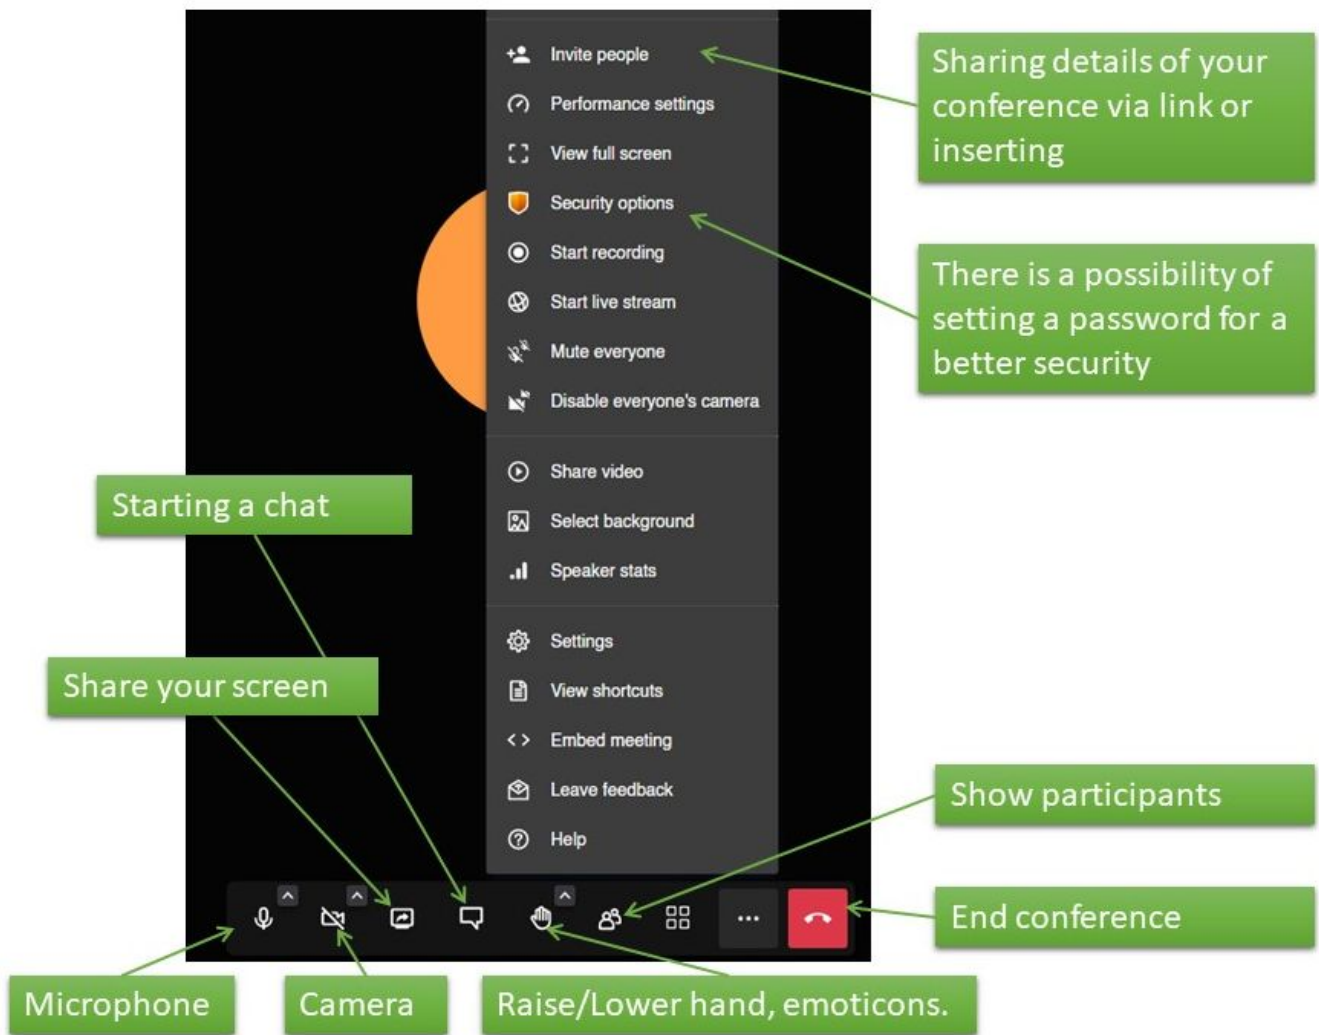 Invite people
Performance settings
View full screen
Security options
Start recording
Start live stream
Mute everyone
Disable everyone's camera
Share video
Select background
Speaker stats
Settings
View shortcuts
Embed meeting
Leave feedback
Help
Sharing details of your
conference via link or
inserting
There is a possibility of
setting a password for a
better security
Starting a chat
Share your screen
Show participants
End conference
Microphone
Camera
Raise/Lower hand, emoticons.